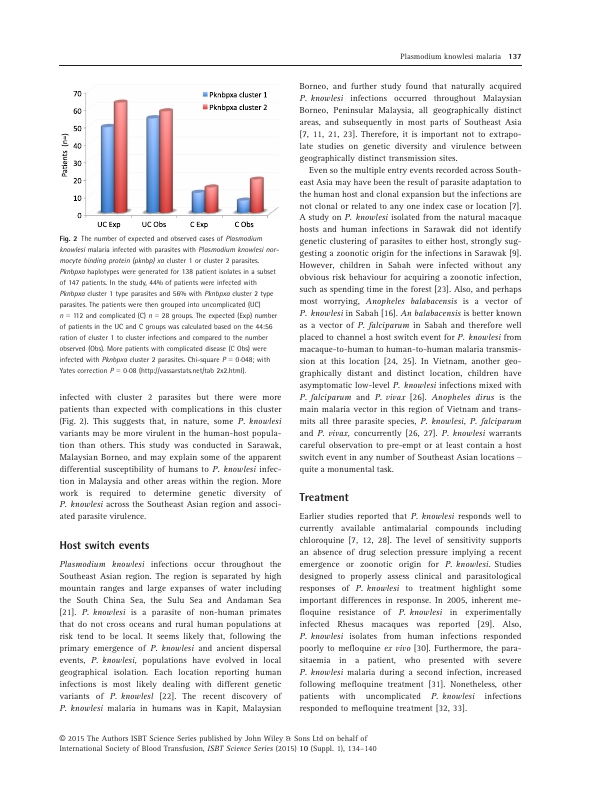 Plasmodium knowlesi malaria 137
70
60
50
40
30
20
10
0
Patients (n=)
Pknbpxa cluster 1
Pknbpxa cluster 2
UC Exp
UC Obs
C Exp
C Obs
Fig. 2 The number of expected and observed cases of Plasmodium
knowlesi malaria infected with parasites with Plasmodium knowlesi nor-
mocyte binding protein (pknbp) xa cluster 1 or cluster 2 parasites.
Pknbpxa haplotypes were generated for 138 patient isolates in a subset
of 147 patients. In the study, 44% of patients were infected with
Pknbpxa cluster 1 type parasites and 56% with Pknbpxa cluster 2 type
parasites. The patients were then grouped into uncomplicated (UC)
n = 112 and complicated (C) n = 28 groups. The expected (Exp) number
of patients in the UC and C groups was calculated based on the 44:56
ration of cluster 1 to cluster infections and compared to the number
observed (Obs). More patients with complicated disease (C Obs) were
infected with Pknbpxa cluster 2 parasites. Chi-square P = 0·048; with
Yates correction P = 0·08 (http://vassarstats.net/tab 2x2.html).
infected with cluster 2 parasites but there were more
patients than expected with complications in this cluster
(Fig. 2). This suggests that, in nature, some P. knowlesi
variants may be more virulent in the human-host popula-
tion than others. This study was conducted in Sarawak,
Malaysian Borneo, and may explain some of the apparent
differential susceptibility of humans to P. knowlesi infec-
tion in Malaysia and other areas within the region. More
work is required to determine genetic diversity of
P. knowlesi across the Southeast Asian region and associ-
ated parasite virulence.
Host switch events
Plasmodium knowlesi infections occur throughout the
Southeast Asian region. The region is separated by high
mountain ranges and large expanses of water including
the South China Sea, the Sulu Sea and Andaman Sea
[21]. P. knowlesi is a parasite of non-human primates
that do not cross oceans and rural human populations at
risk tend to be local. It seems likely that, following the
primary emergence of P. knowlesi and ancient dispersal
events, P. knowlesi, populations have evolved in local
geographical isolation. Each location reporting human
infections is most likely dealing with different genetic
variants of P. knowlesl [22]. The recent discovery of
P. knowlesi malaria in humans was in Kapit, Malaysian
Borneo, and further study found that naturally acquired
P. knowlesi infections occurred throughout Malaysian
Borneo, Peninsular Malaysia, all geographically distinct
areas, and subsequently in most parts of Southeast Asia
[7, 11, 21, 23]. Therefore, it is important not to extrapo-
late studies on genetic diversity and virulence between
geographically distinct transmission sites.
Even so the multiple entry events recorded across South-
east Asia may have been the result of parasite adaptation to
the human host and clonal expansion but the infections are
not clonal or related to any one index case or location [7].
A study on P. knowlesi isolated from the natural macaque
hosts and human infections in Sarawak did not identify
genetic clustering of parasites to either host, strongly sug-
gesting a zoonotic origin for the infections in Sarawak [9].
However, children in Sabah were infected without any
obvious risk behaviour for acquiring a zoonotic infection,
such as spending time in the forest [23]. Also, and perhaps
most worrying, Anopheles balabacensis is a vector of
P. knowlesi in Sabah [16]. An balabacensis is better known
as a vector of P. falciparum in Sabah and therefore well
placed to channel a host switch event for P. knowlesi from
macaque-to-human to human-to-human malaria transmis-
sion at this location [24, 25]. In Vietnam, another geo-
graphically distant and distinct location, children have
asymptomatic low-level P. knowlesi infections mixed with
P. falciparum and P. vivax [26]. Anopheles dirus is the
main malaria vector in this region of Vietnam and trans-
mits all three parasite species, P. knowlesi, P. falciparum
and P. vivax, concurrently [26, 27]. P. knowlesi warrants
careful observation to pre-empt or at least contain a host
switch event in any number of Southeast Asian locations –
quite a monumental task.
Treatment
Earlier studies reported that P. knowlesi responds well to
currently available antimalarial compounds including
chloroquine [7, 12, 28]. The level of sensitivity supports
an absence of drug selection pressure implying a recent
emergence or zoonotic origin for P. knowlesi. Studies
designed to properly assess clinical and parasitological
responses of P. knowlesi to treatment highlight some
important differences in response. In 2005, inherent me-
floquine resistance of P. knowlesi in experimentally
infected Rhesus macaques was reported [29]. Also,
P. knowlesi isolates from human infections responded
poorly to mefloquine ex vivo [30]. Furthermore, the para-
sitaemia in a patient, who presented with severe
P. knowlesi malaria during a second infection, increased
following mefloquine treatment [31]. Nonetheless, other
patients with uncomplicated P. knowlesi infections
responded to mefloquine treatment [32, 33].
© 2015 The Authors ISBT Science Series published by John Wiley & Sons Ltd on behalf of
International Society of Blood Transfusion, ISBT Science Series (2015) 10 (Suppl. 1), 134–140